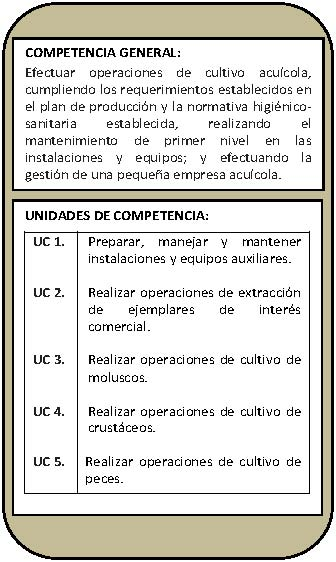 COMPETENCIA GENERAL:
Efectuar operaciones de cultivo acuícola,
cumpliendo los requerimientos establecidos en
el plan de producción y la normativa higiénico-
sanitaria establecida, realizando el
mantenimiento de primer nivel en las
instalaciones y equipos; y efectuando la
gestión de una pequeña empresa acuícola.
UNIDADES DE COMPETENCIA:
UC 1. Preparar, manejar y mantener
instalaciones y equipos auxiliares.
UC 2. Realizar operaciones de extracción
de ejemplares de interés
comercial.
UC 3. Realizar operaciones de cultivo de
moluscos.
UC 4. Realizar operaciones de cultivo de
crustáceos.
UC 5. Realizar operaciones de cultivo de
peces.